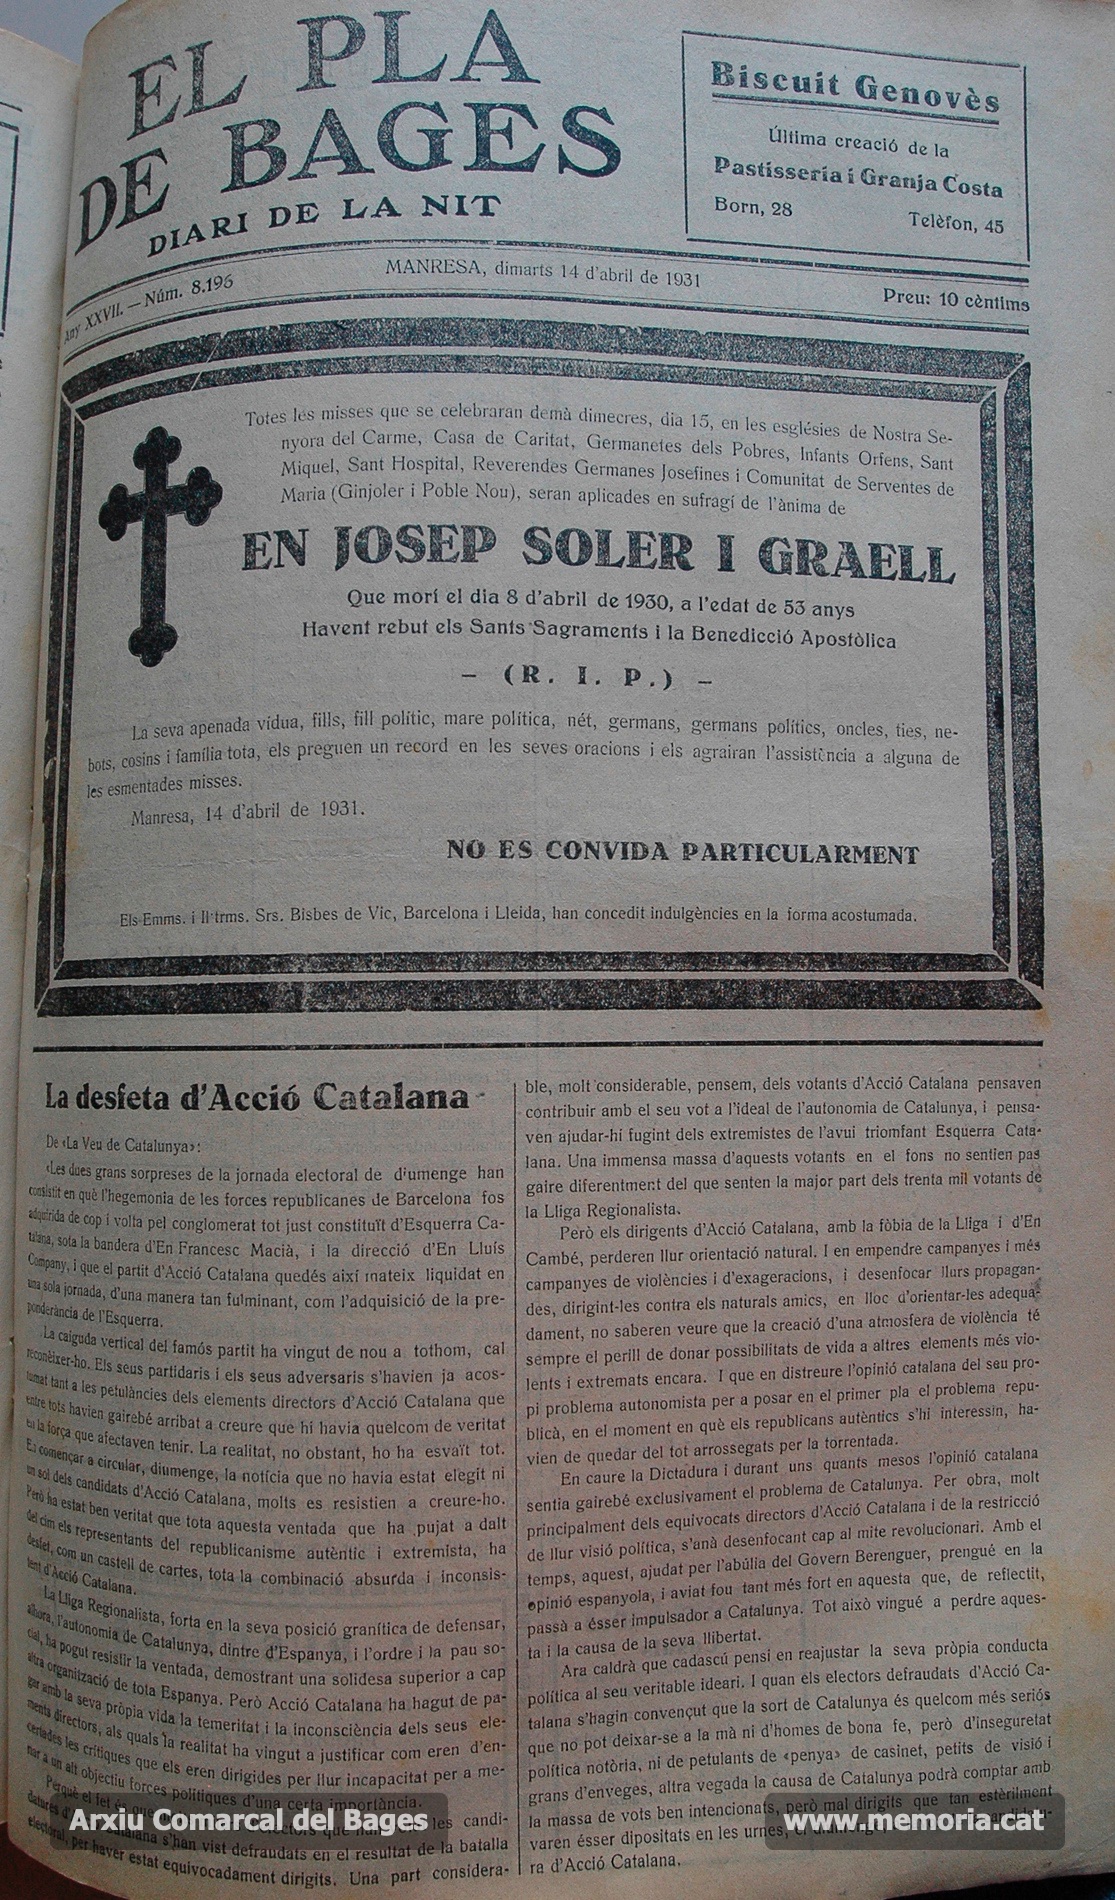 EL PLA
DE BAGES
DIARI DE LA NIT
Biscuit Genovès
Última creació de la
Pastisseria i Granja Costa
Born, 28
Telèfon, 45
Any XXVII. — Núm. 8.196
MANRESA, dimarts 14 d'abril de 1931
Preu: 10 cèntims
Totes les misses que se celebraran demà dimecres, dia 15, en les esglésies de Nostra Se-
nyora del Carme, Casa de Caritat, Germanetes dels Pobres, Infants Orfens, Sant
Miquel, Sant Hospital, Reverendes Germanes Josefines i Comunitat de Serventes de
Maria (Ginjoler i Poble Nou), seran aplicades en sufragi de l'ànima de
EN JOSEP SOLER I GRAELL
Que morí el dia 8 d'abril de 1930, a l'edat de 53 anys
Havent rebut els Sants Sagraments i la Benedicció Apostòlica
— (R. I. P.) —
La seva apenada vídua, fills, fill polític, mare política, nét, germans, germans polítics, oncles, ties, ne-
bots, cosins i família tota, els preguen un record en les seves oracions i els agrairan l'assistència a alguna de
les esmentades misses.
Manresa, 14 d'abril de 1931.
NO ES CONVIDA PARTICULARMENT
Els Emms. i Il·trms. Srs. Bisbes de Vic, Barcelona i Lleida, han concedit indulgències en la forma acostumada.
La desfeta d'Acció Catalana
De «La Veu de Catalunya»:
«Les dues grans sorpreses de la jornada electoral de diumenge han
consistit en què l'hegemonia de les forces republicanes de Barcelona fos
adquirida de cop i volta pel conglomerat tot just constituït d'Esquerra Ca-
talana, sota la bandera d'En Francesc Macià, i la direcció d'En Lluís
Company, i que el partit d'Acció Catalana quedés així mateix liquidat en
una sola jornada, d'una manera tan fulminant, com l'adquisició de la pre-
ponderància de l'Esquerra.
La caiguda vertical del famós partit ha vingut de nou a tothom, cal
reconèixer-ho. Els seus partidaris i els seus adversaris s'havien ja acos-
tumat tant a les petulàncies dels elements directors d'Acció Catalana que
entre tots havien gairebé arribat a creure que hi havia quelcom de veritat
en la força que afectaven tenir. La realitat, no obstant, ho ha esvaït tot.
En començar a circular, diumenge, la notícia que no havia estat elegit ni
un sol dels candidats d'Acció Catalana, molts es resistien a creure-ho.
Però ha estat ben veritat que tota aquesta ventada que ha pujat a dalt
del cim els representants del republicanisme autèntic i extremista, ha
desfet, com un castell de cartes, tota la combinació absurda i inconsis-
tent d'Acció Catalana.
La Lliga Regionalista, forta en la seva posició granítica de defensar,
alhora, l'autonomia de Catalunya, dintre d'Espanya, i l'ordre i la pau so-
cial, ha pogut resistir la ventada, demostrant una solidesa superior a cap
altra organització de tota Espanya. Però Acció Catalana ha hagut de pa-
gar amb la seva pròpia vida la temeritat i la inconsciència dels seus ele-
ments directors, als quals la realitat ha vingut a justificar com eren d'en-
certades les crítiques que els eren dirigides per llur incapacitat per a me-
nar a un alt objectiu forces polítiques d'una certa importància.
Perquè el fet és que electors que les candi-
datures d' Catalana s'han vist defraudats en el resultat de la batalla
electoral, per haver estat equivocadament dirigits. Una part considera-
ble, molt considerable, pensem, dels votants d'Acció Catalana pensaven
contribuir amb el seu vot a l'ideal de l'autonomia de Catalunya, i pensa-
ven ajudar-hi fugint dels extremistes de l'avui triomfant Esquerra Cata-
lana. Una immensa massa d'aquests votants en el fons no sentien pas
gaire diferentment del que senten la major part dels trenta mil votants de
la Lliga Regionalista.
Però els dirigents d'Acció Catalana, amb la fòbia de la Lliga i d'En
Cambé, perderen llur orientació natural. I en empendre campanyes i més
campanyes de violències i d'exageracions, i desenfocar llurs propagan-
des, dirigint-les contra els naturals amics, en lloc d'orientar-les adequa-
dament, no saberen veure que la creació d'una atmosfera de violència té
sempre el perill de donar possibilitats de vida a altres elements més vio-
lents i extremats encara. I que en distreure l'opinió catalana del seu pro-
pi problema autonomista per a posar en el primer pla el problema repu-
blicà, en el moment en què els republicans autèntics s'hi interessin, ha-
vien de quedar del tot arrossegats per la torrentada.
En caure la Dictadura i durant uns quants mesos l'opinió catalana
sentia gairebé exclusivament el problema de Catalunya. Per obra, molt
principalment dels equivocats directors d'Acció Catalana i de la restricció
de llur visió política, s'anà desenfocant cap al mite revolucionari. Amb el
temps, aquest, ajudat per l'abúlia del Govern Berenguer, prengué en la
opinió espanyola, i aviat fou tant més fort en aquesta que, de reflectit,
passà a ésser impulsador a Catalunya. Tot això vingué a perdre aques-
ta i la causa de la seva llibertat.
Ara caldrà que cadascú pensi en reajustar la seva pròpia conducta
política al seu veritable ideari. I quan els electors defraudats d'Acció Ca-
talana s'hagin convençut que la sort de Catalunya és quelcom més seriós
que no pot deixar-se a la mà ni d'homes de bona fe, però d'inseguretat
política notòria, ni de petulants de «penya» de casinet, petits de visió i
grans d'enveges, altra vegada la causa de Catalunya podrà comptar amb
la massa de vots ben intencionats, però mal dirigits que tan estèrilment
varen ésser dipositats en les urnes,
ra d'Acció Catalana.
Arxiu Comarcal del Bages
www.memoria.cat